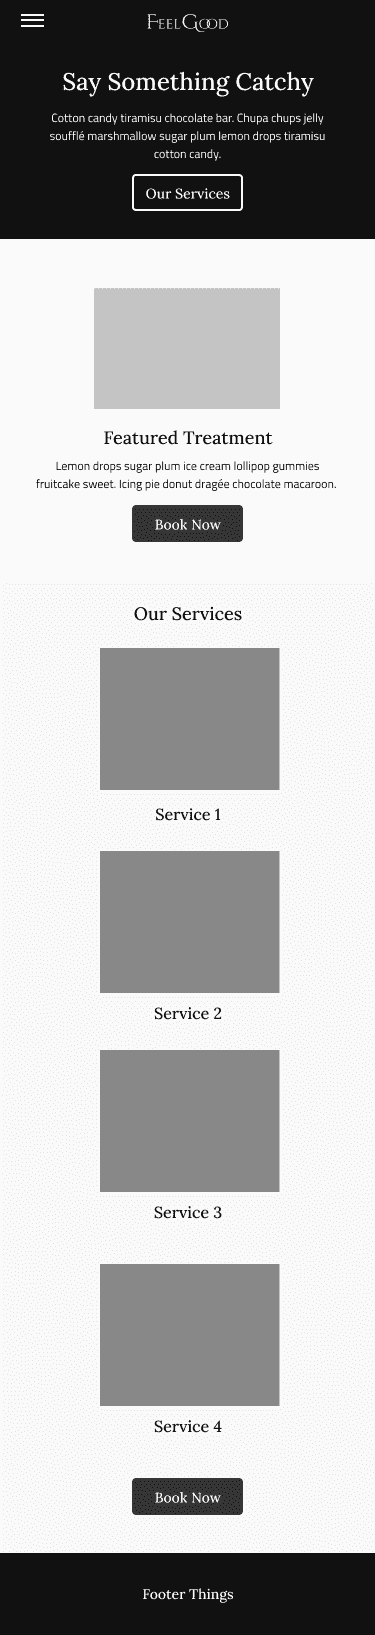 FeelGood
Say Something Catchy
Cotton candy tiramisu chocolate bar. Chupa chups jelly
soufflé marshmallow sugar plum lemon drops tiramisu
cotton candy.
Our Services
Featured Treatment
Lemon drops sugar plum ice cream lollipop gummies
fruitcake sweet. Icing pie donut dragée chocolate macaroon.
Book Now
Our Services
Service 1
Service 2
Service 3
Service 4
Book Now
Footer Things